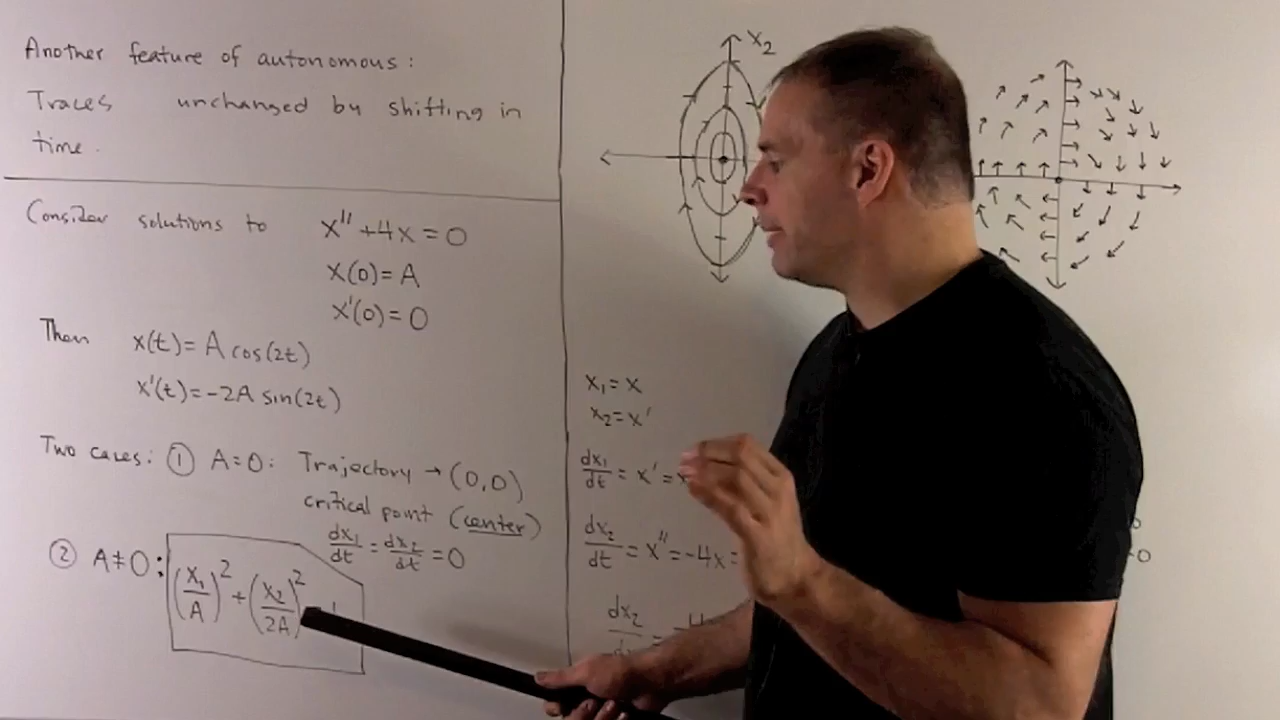 Another feature of autonomous:
Traces unchanged by shifting in
time.
Consider solutions to x'' + 4x = 0
x(0) = A
x'(0) = 0
Then x(t) = A cos(2t)
x'(t) = -2A sin(2t)
Two cases: ① A = 0: Trajectory → (0,0)
critical point (center)
dx₁/dt = dx₂/dt = 0
② A ≠ 0: (x₁/A)² + (x₂/2A)²
x₂
x₁ = x
x₂ = x'
dx₁/dt = x' =
dx₂/dt = x'' = -4x =
dx₂